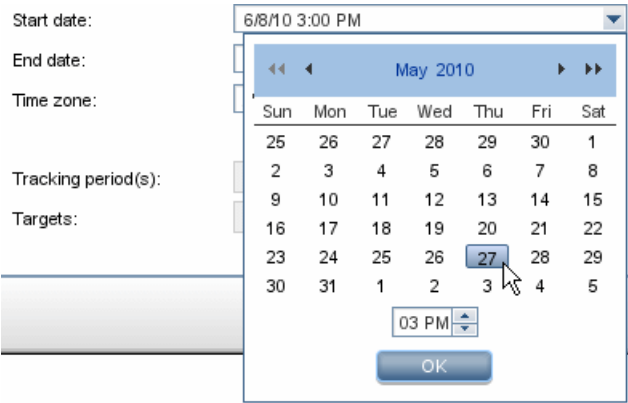 Start date: 6/8/10 3:00 PM
End date:
Time zone:
Tracking period(s):
Targets:
May 2010
Sun Mon Tue Wed Thu Fri Sat
25 26 27 28 29 30 1
2 3 4 5 6 7 8
9 10 11 12 13 14 15
16 17 18 19 20 21 22
23 24 25 26 27 28 29
30 31 1 2 3 4 5
03 PM
OK